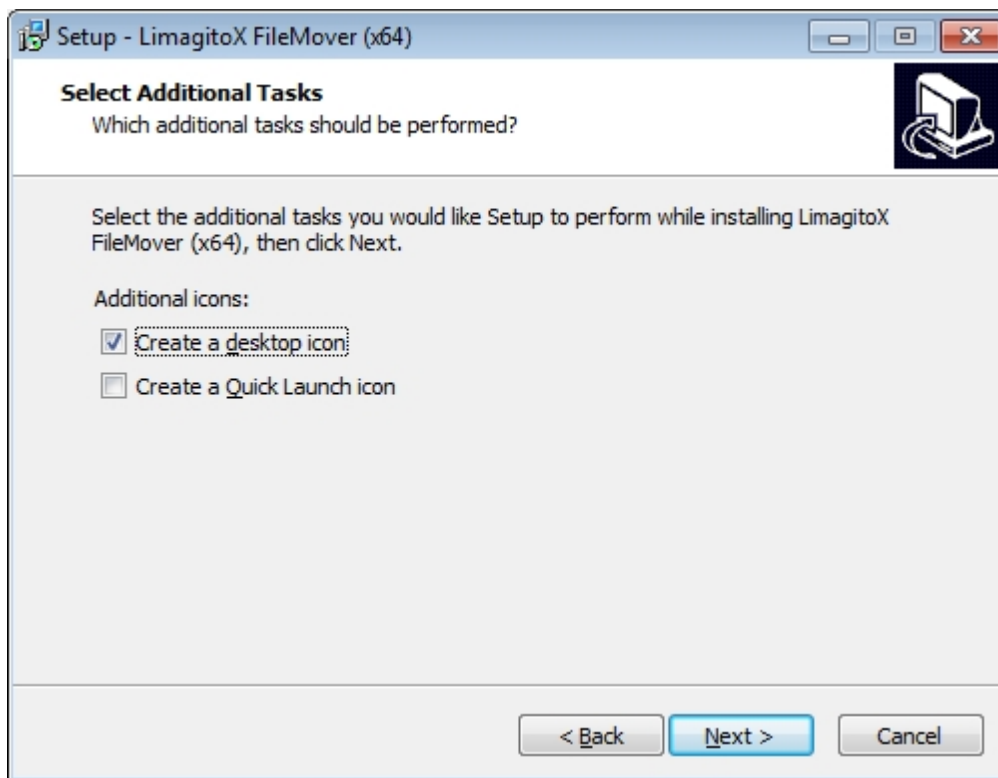 Setup - LimagitoX FileMover (x64)
Select Additional Tasks
Which additional tasks should be performed?
Select the additional tasks you would like Setup to perform while installing LimagitoX
FileMover (x64), then click Next.
Additional icons:
Create a desktop icon
Create a Quick Launch icon
< Back Next > Cancel